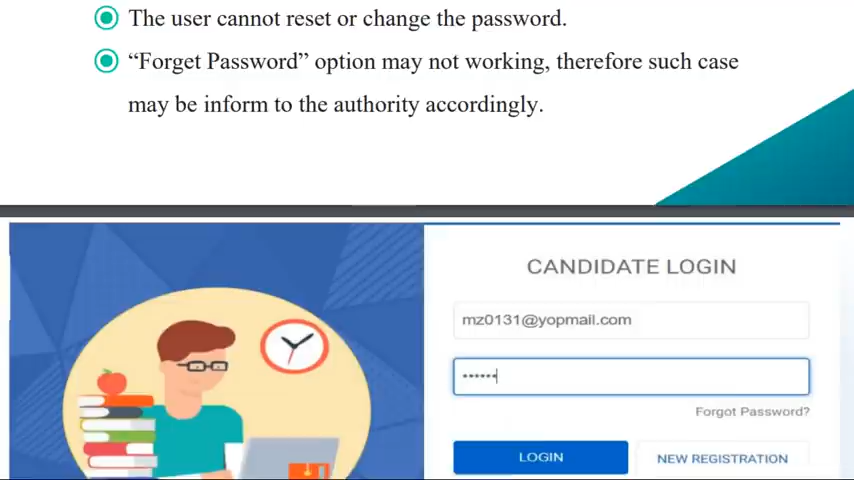 The user cannot reset or change the password.
“Forget Password” option may not working, therefore such case
may be inform to the authority accordingly.
CANDIDATE LOGIN
mz0131@yopmail.com
••••••
Forgot Password?
LOGIN
NEW REGISTRATION